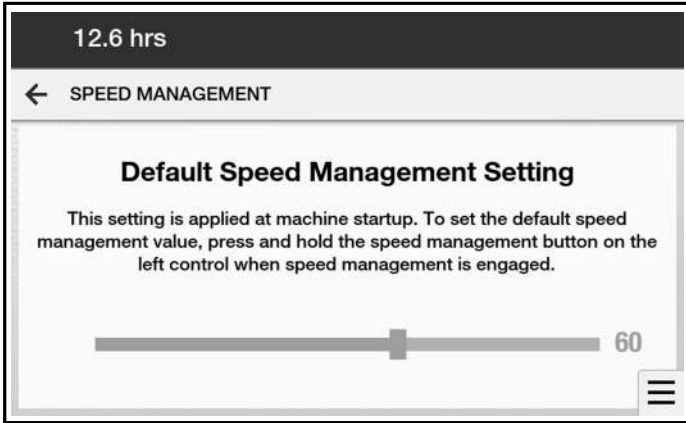 12.6 hrs
SPEED MANAGEMENT
Default Speed Management Setting
This setting is applied at machine startup. To set the default speed
management value, press and hold the speed management button on the
left control when speed management is engaged.
60